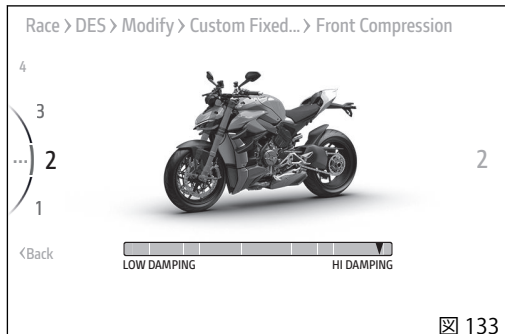 Race > DES > Modify > Custom Fixed... > Front Compression
4
3
... 2
2
1
<Back
LOW DAMPING HI DAMPING
図 133